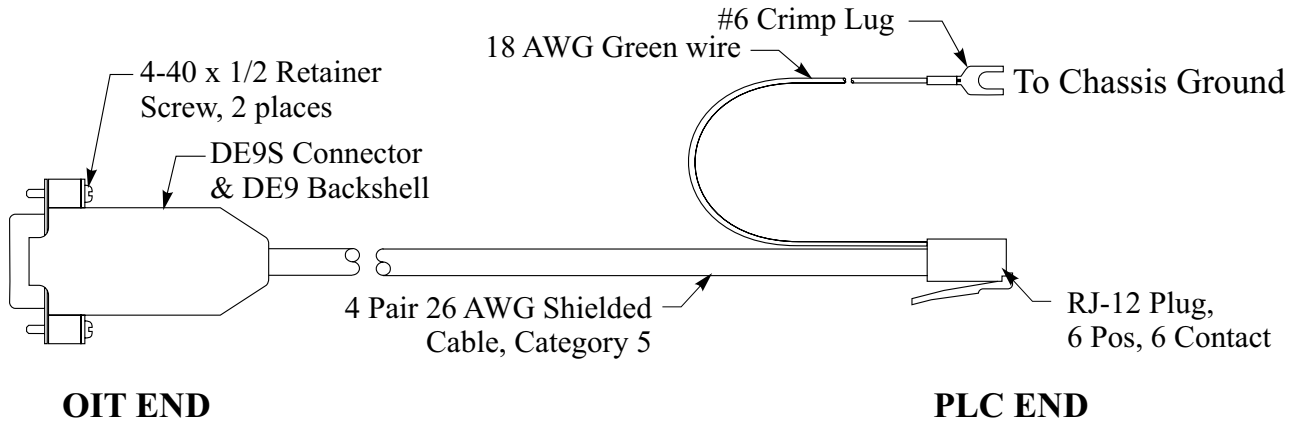 #6 Crimp Lug
18 AWG Green wire
To Chassis Ground
4-40 x 1/2 Retainer
Screw, 2 places
DE9S Connector
& DE9 Backshell
4 Pair 26 AWG Shielded
Cable, Category 5
RJ-12 Plug,
6 Pos, 6 Contact
OIT END
PLC END